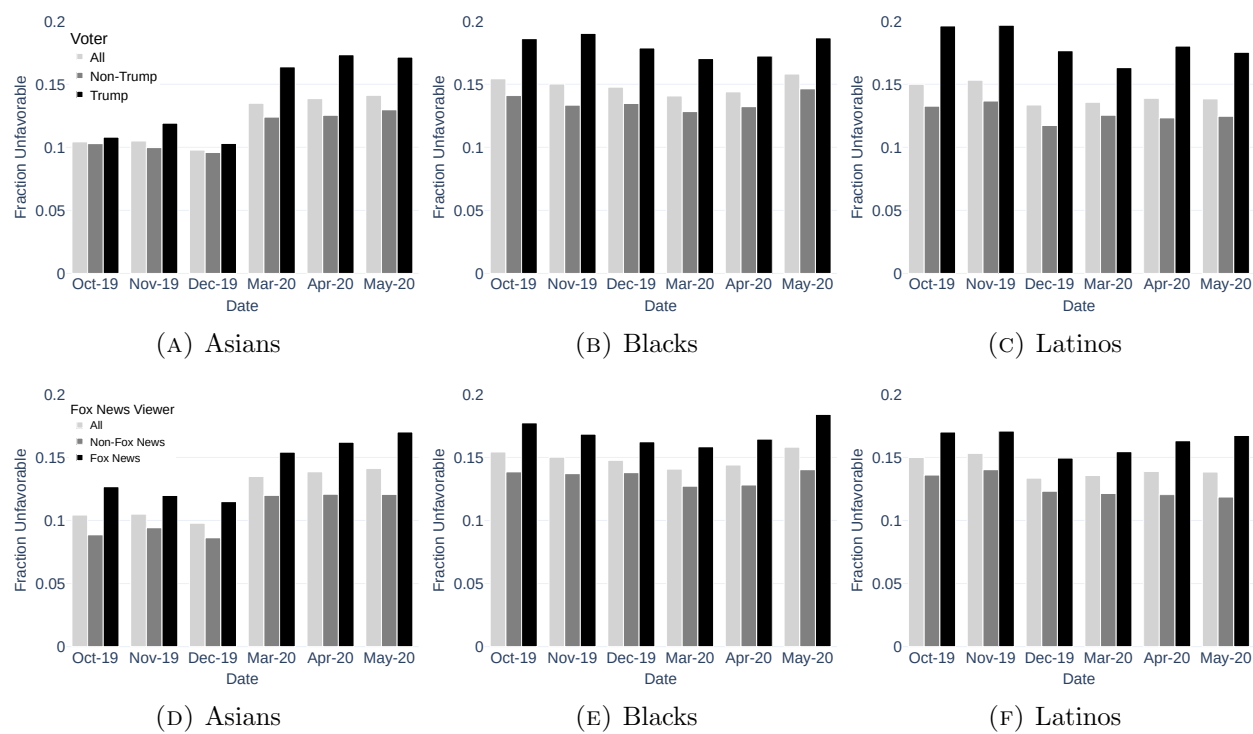 0.2
0.15
0.1
0.05
0
Fraction Unfavorable
Voter
All
Non-Trump
Trump
Oct-19 Nov-19 Dec-19 Mar-20 Apr-20 May-20
Date
(A) Asians
0.2
0.15
0.1
0.05
0
Fraction Unfavorable
Oct-19 Nov-19 Dec-19 Mar-20 Apr-20 May-20
Date
(B) Blacks
0.2
0.15
0.1
0.05
0
Fraction Unfavorable
Oct-19 Nov-19 Dec-19 Mar-20 Apr-20 May-20
Date
(C) Latinos
0.2
0.15
0.1
0.05
0
Fraction Unfavorable
Fox News Viewer
All
Non-Fox News
Fox News
Oct-19 Nov-19 Dec-19 Mar-20 Apr-20 May-20
Date
(D) Asians
0.2
0.15
0.1
0.05
0
Fraction Unfavorable
Oct-19 Nov-19 Dec-19 Mar-20 Apr-20 May-20
Date
(E) Blacks
0.2
0.15
0.1
0.05
0
Fraction Unfavorable
Oct-19 Nov-19 Dec-19 Mar-20 Apr-20 May-20
Date
(F) Latinos